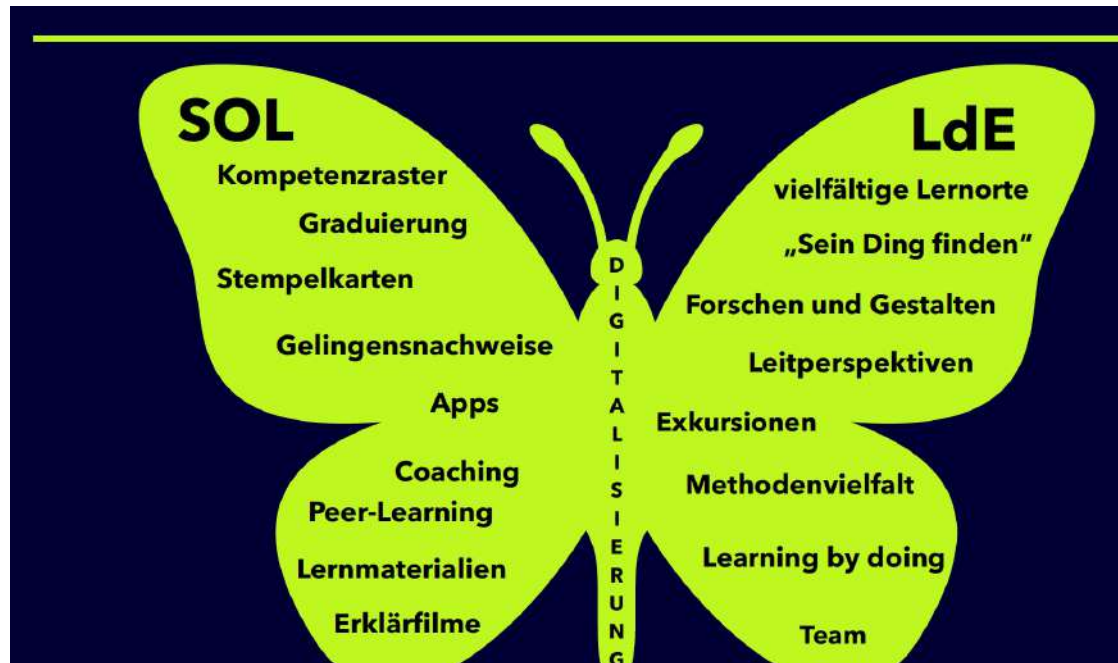 SOL
Kompetenzraster
Graduierung
Stempelkarten
Gelingensnachweise
Apps
Coaching
Peer-Learning
Lernmaterialien
Erklärfilme
DIGITALISIERUNG
LdE
vielfältige Lernorte
„Sein Ding finden“
Forschen und Gestalten
Leitperspektiven
Exkursionen
Methodenvielfalt
Learning by doing
Team